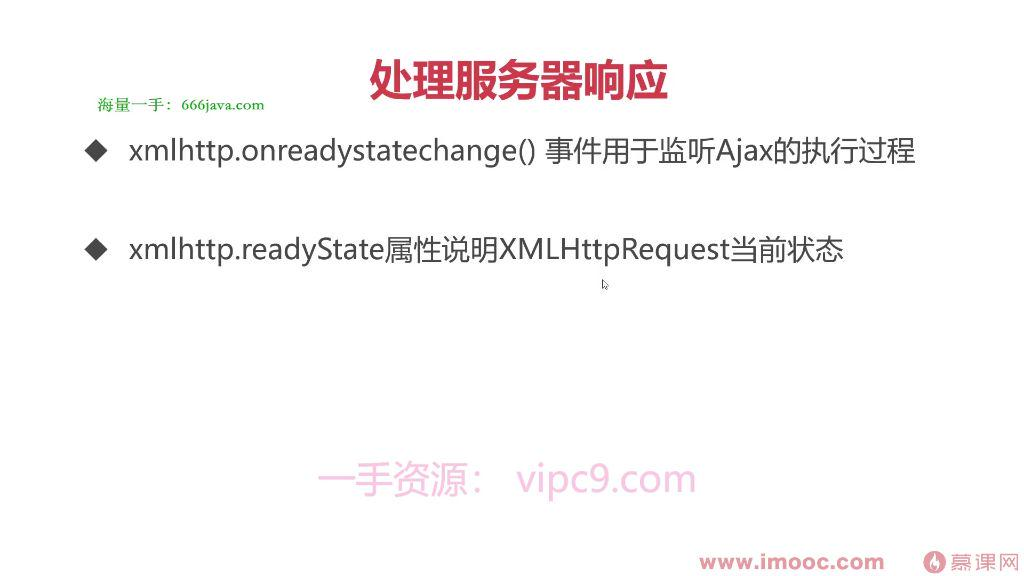 处理服务器响应
海量一手：666java.com
◆ xmlhttp.onreadystatechange() 事件用于监听Ajax的执行过程
◆ xmlhttp.readyState属性说明XMLHttpRequest当前状态
一手资源： vipc9.com
www.imooc.com 慕课网